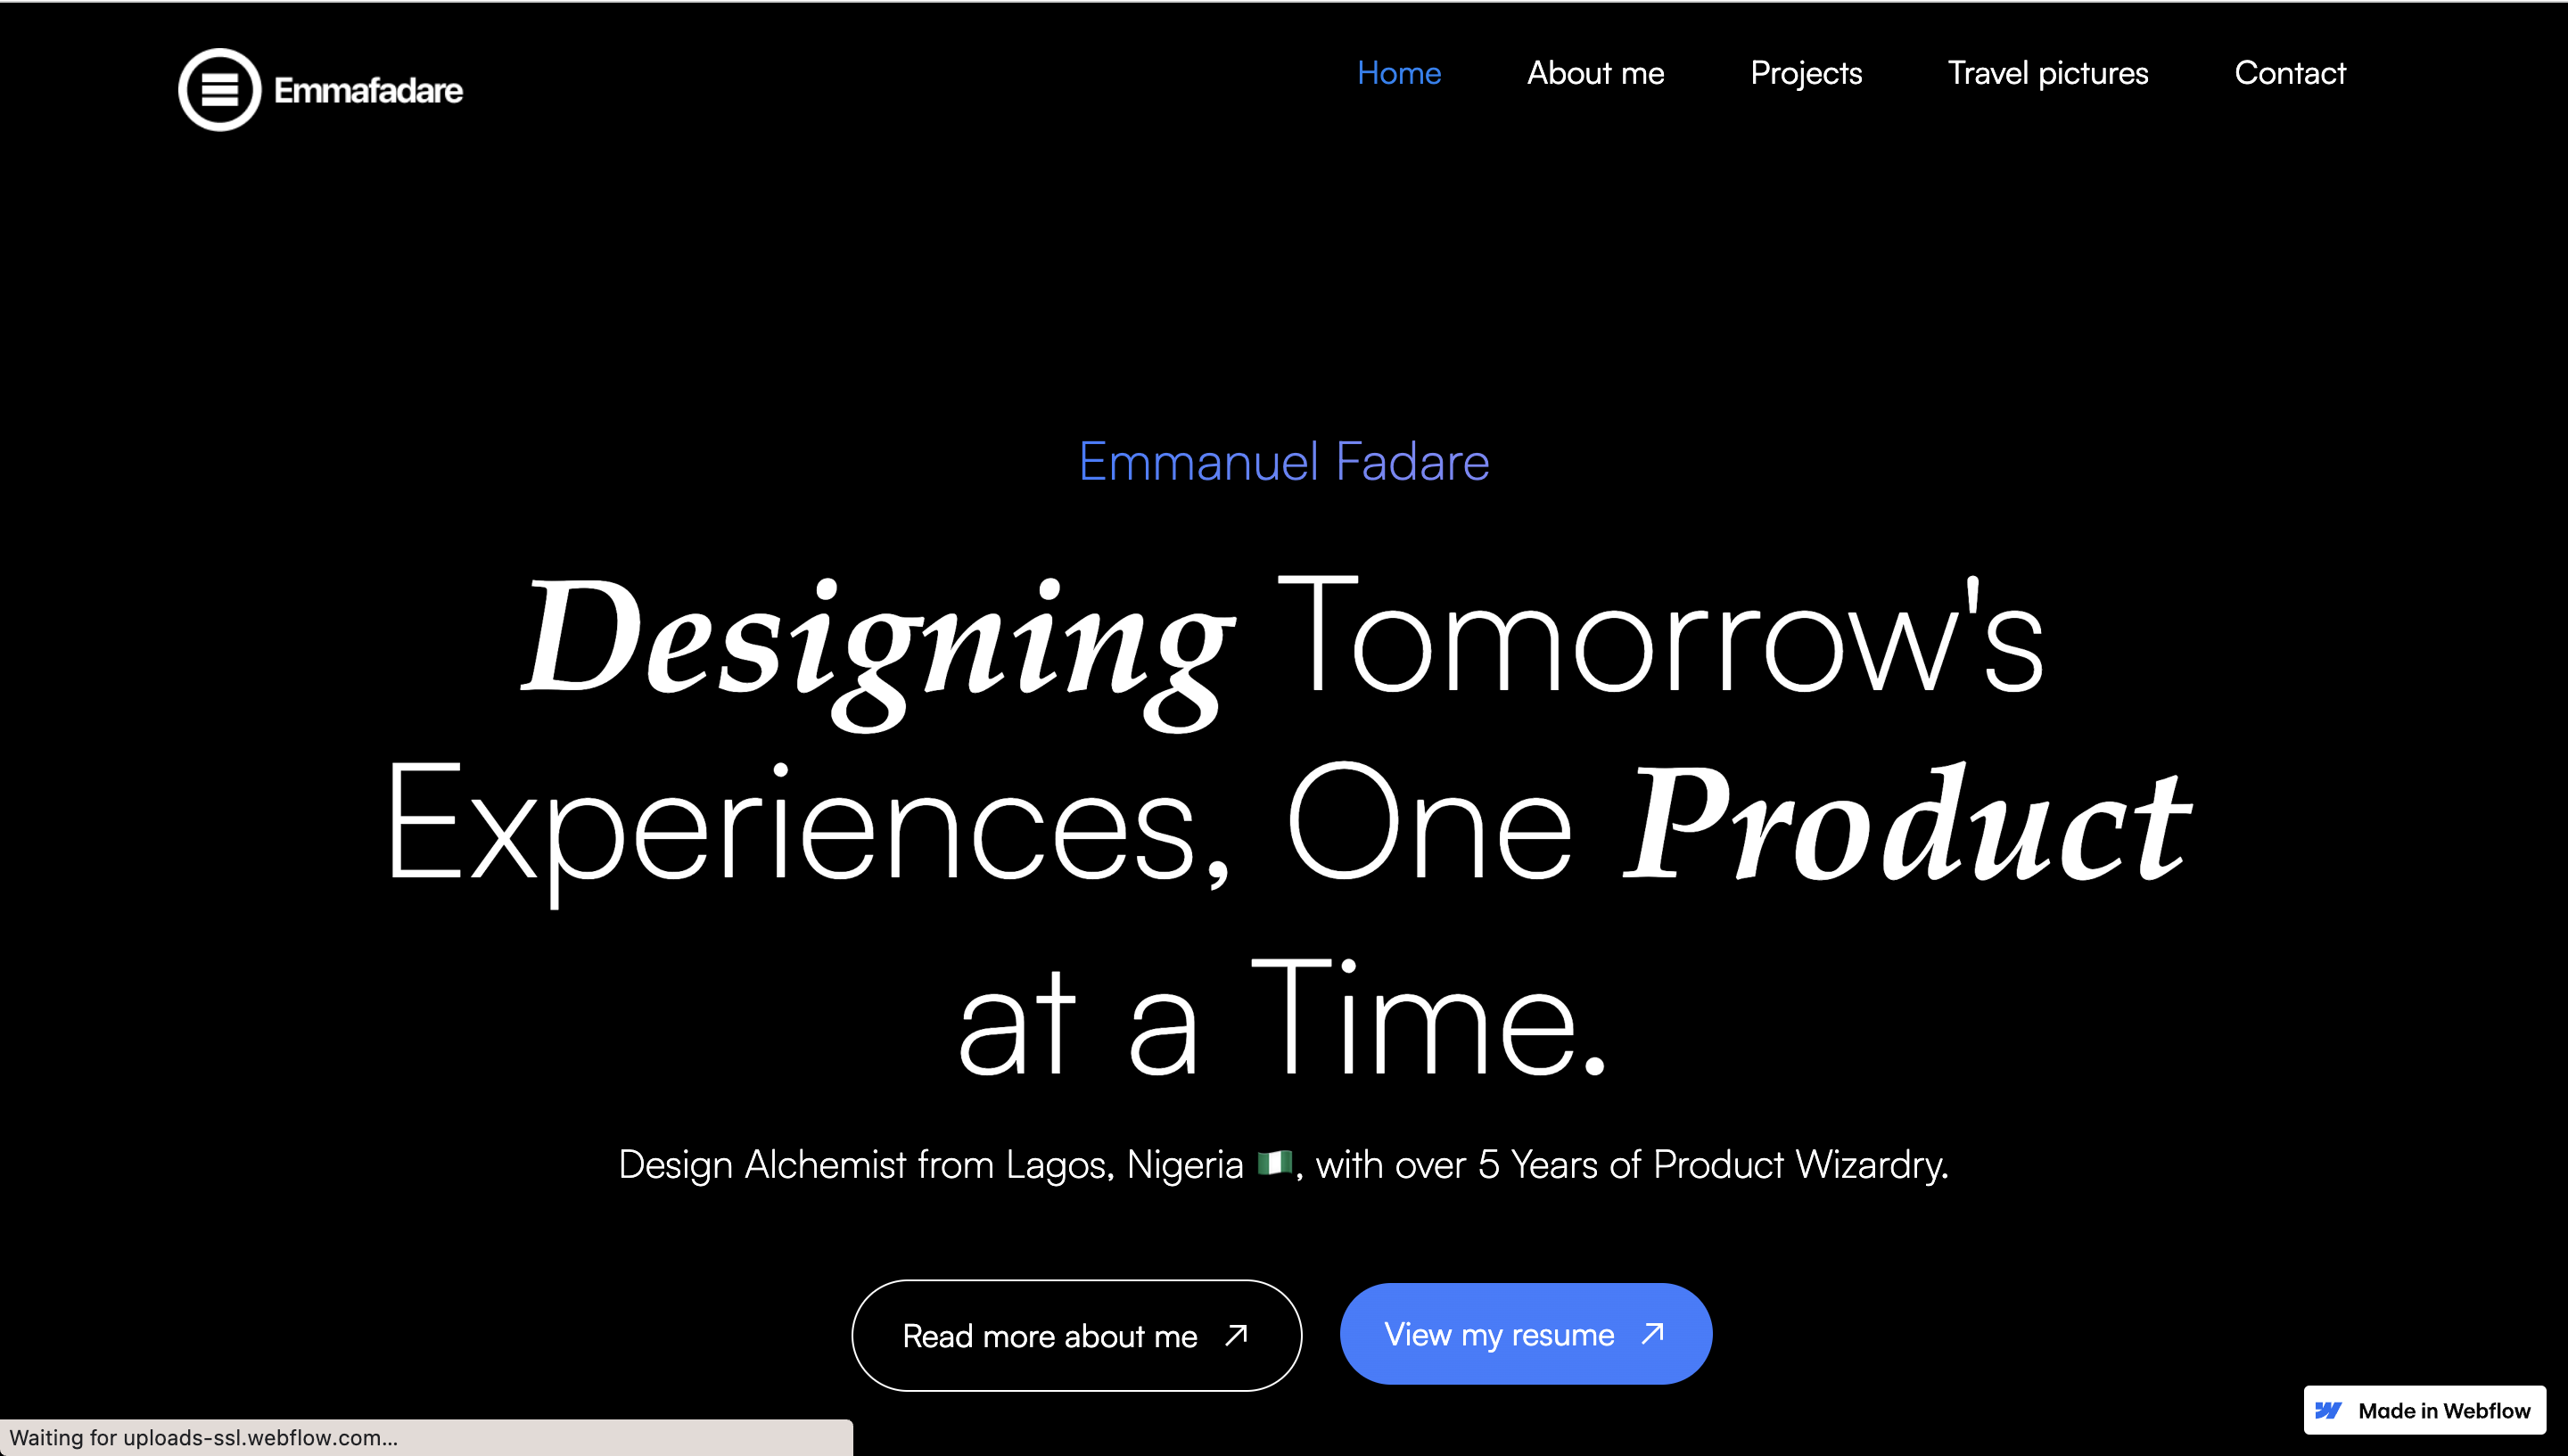 Emmafadare
Home
About me
Projects
Travel pictures
Contact
Emmanuel Fadare
Designing Tomorrow's
Experiences, One Product
at a Time.
Design Alchemist from Lagos, Nigeria 🇳🇬, with over 5 Years of Product Wizardry.
Read more about me
View my resume
Made in Webflow
Waiting for uploads-ssl.webflow.com...